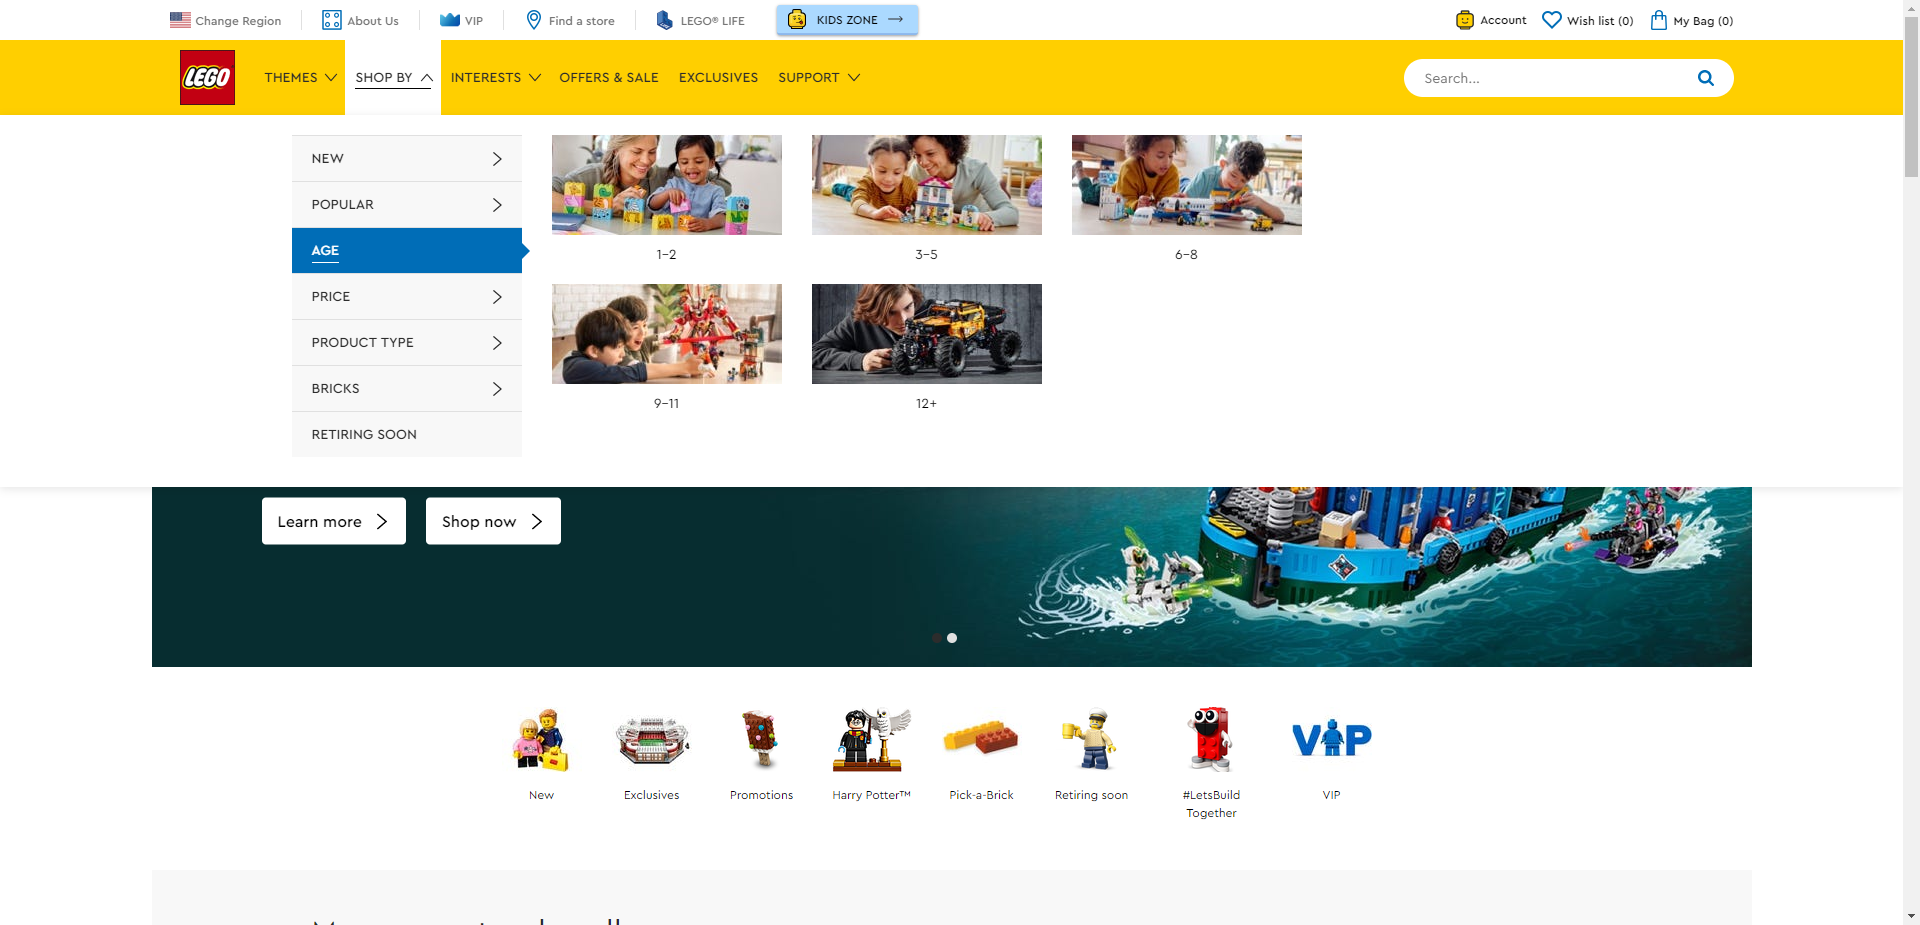 Change Region
About Us
VIP
Find a store
LEGO® LIFE
KIDS ZONE
Account
Wish list (0)
My Bag (0)
LEGO
THEMES
SHOP BY
INTERESTS
OFFERS & SALE
EXCLUSIVES
SUPPORT
Search...
NEW
POPULAR
AGE
PRICE
PRODUCT TYPE
BRICKS
RETIRING SOON
1-2
3-5
6-8
9-11
12+
Learn more
Shop now
New
Exclusives
Promotions
Harry Potter™
Pick-a-Brick
Retiring soon
#LetsBuild
Together
VIP
VIP